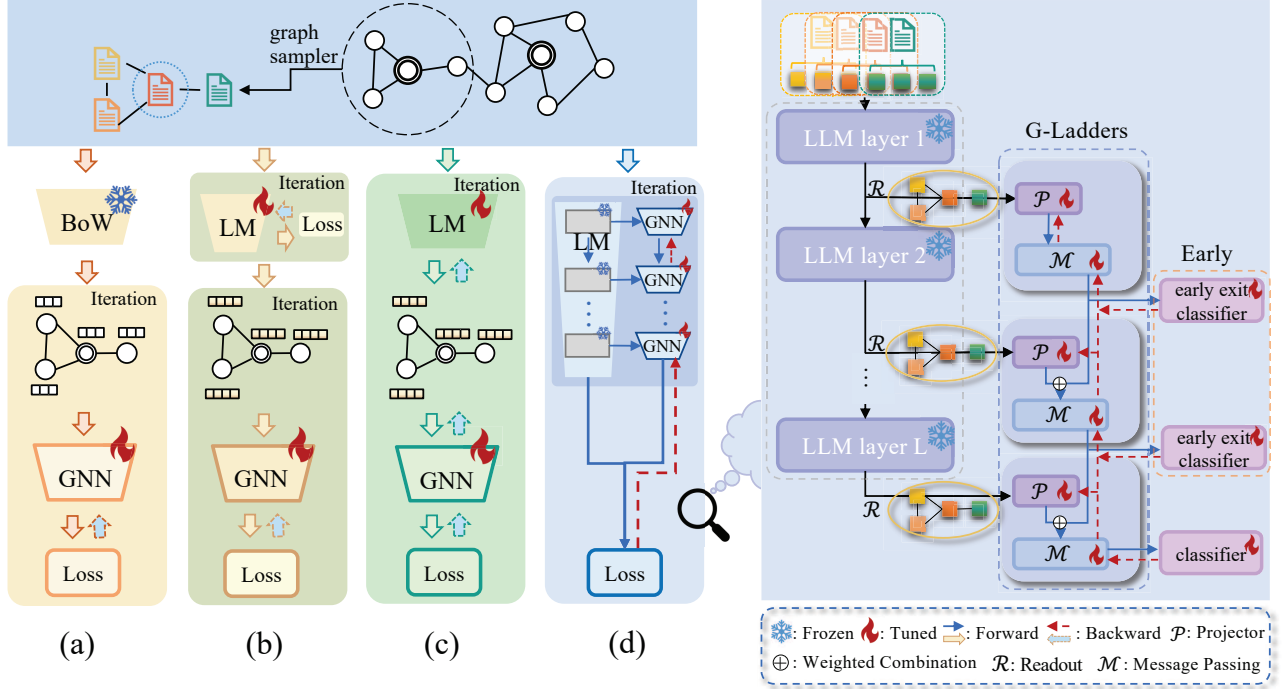 graph
sampler
BoW
Iteration
GNN
Loss
(a)
Iteration
LM
Loss
Iteration
GNN
Loss
(b)
Iteration
LM
GNN
Loss
(c)
Iteration
LM
GNN
GNN
GNN
Loss
(d)
LLM layer 1
LLM layer 2
LLM layer L
ℛ
ℛ
ℛ
G-Ladders
𝒫
ℳ
𝒫
ℳ
𝒫
ℳ
Early
early exit
classifier
early exit
classifier
classifier
: Frozen : Tuned : Forward : Backward 𝒫: Projector
⊕: Weighted Combination ℛ: Readout ℳ: Message Passing